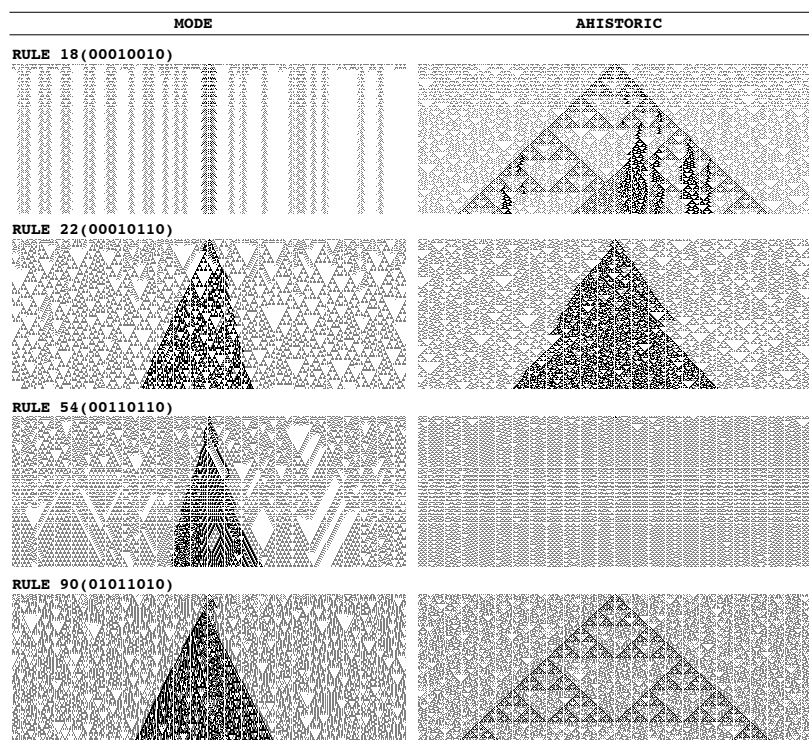 MODE AHISTORIC
RULE 18(00010010)
RULE 22(00010110)
RULE 54(00110110)
RULE 90(01011010)